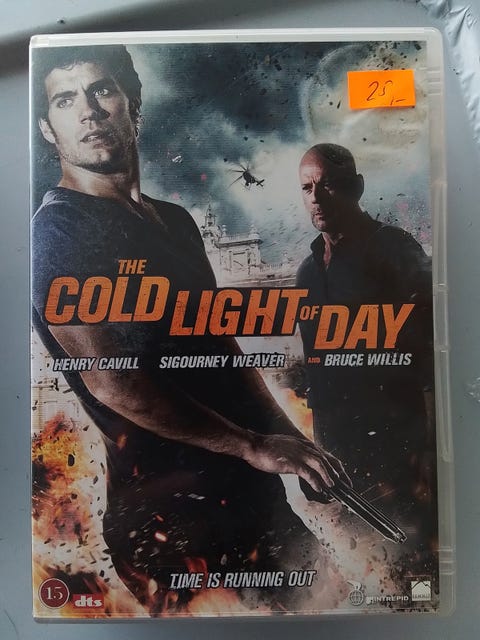 25,-
THE
COLD LIGHT OF DAY
HENRY CAVILL SIGOURNEY WEAVER AND BRUCE WILLIS
TIME IS RUNNING OUT
15
dts
INTREPID